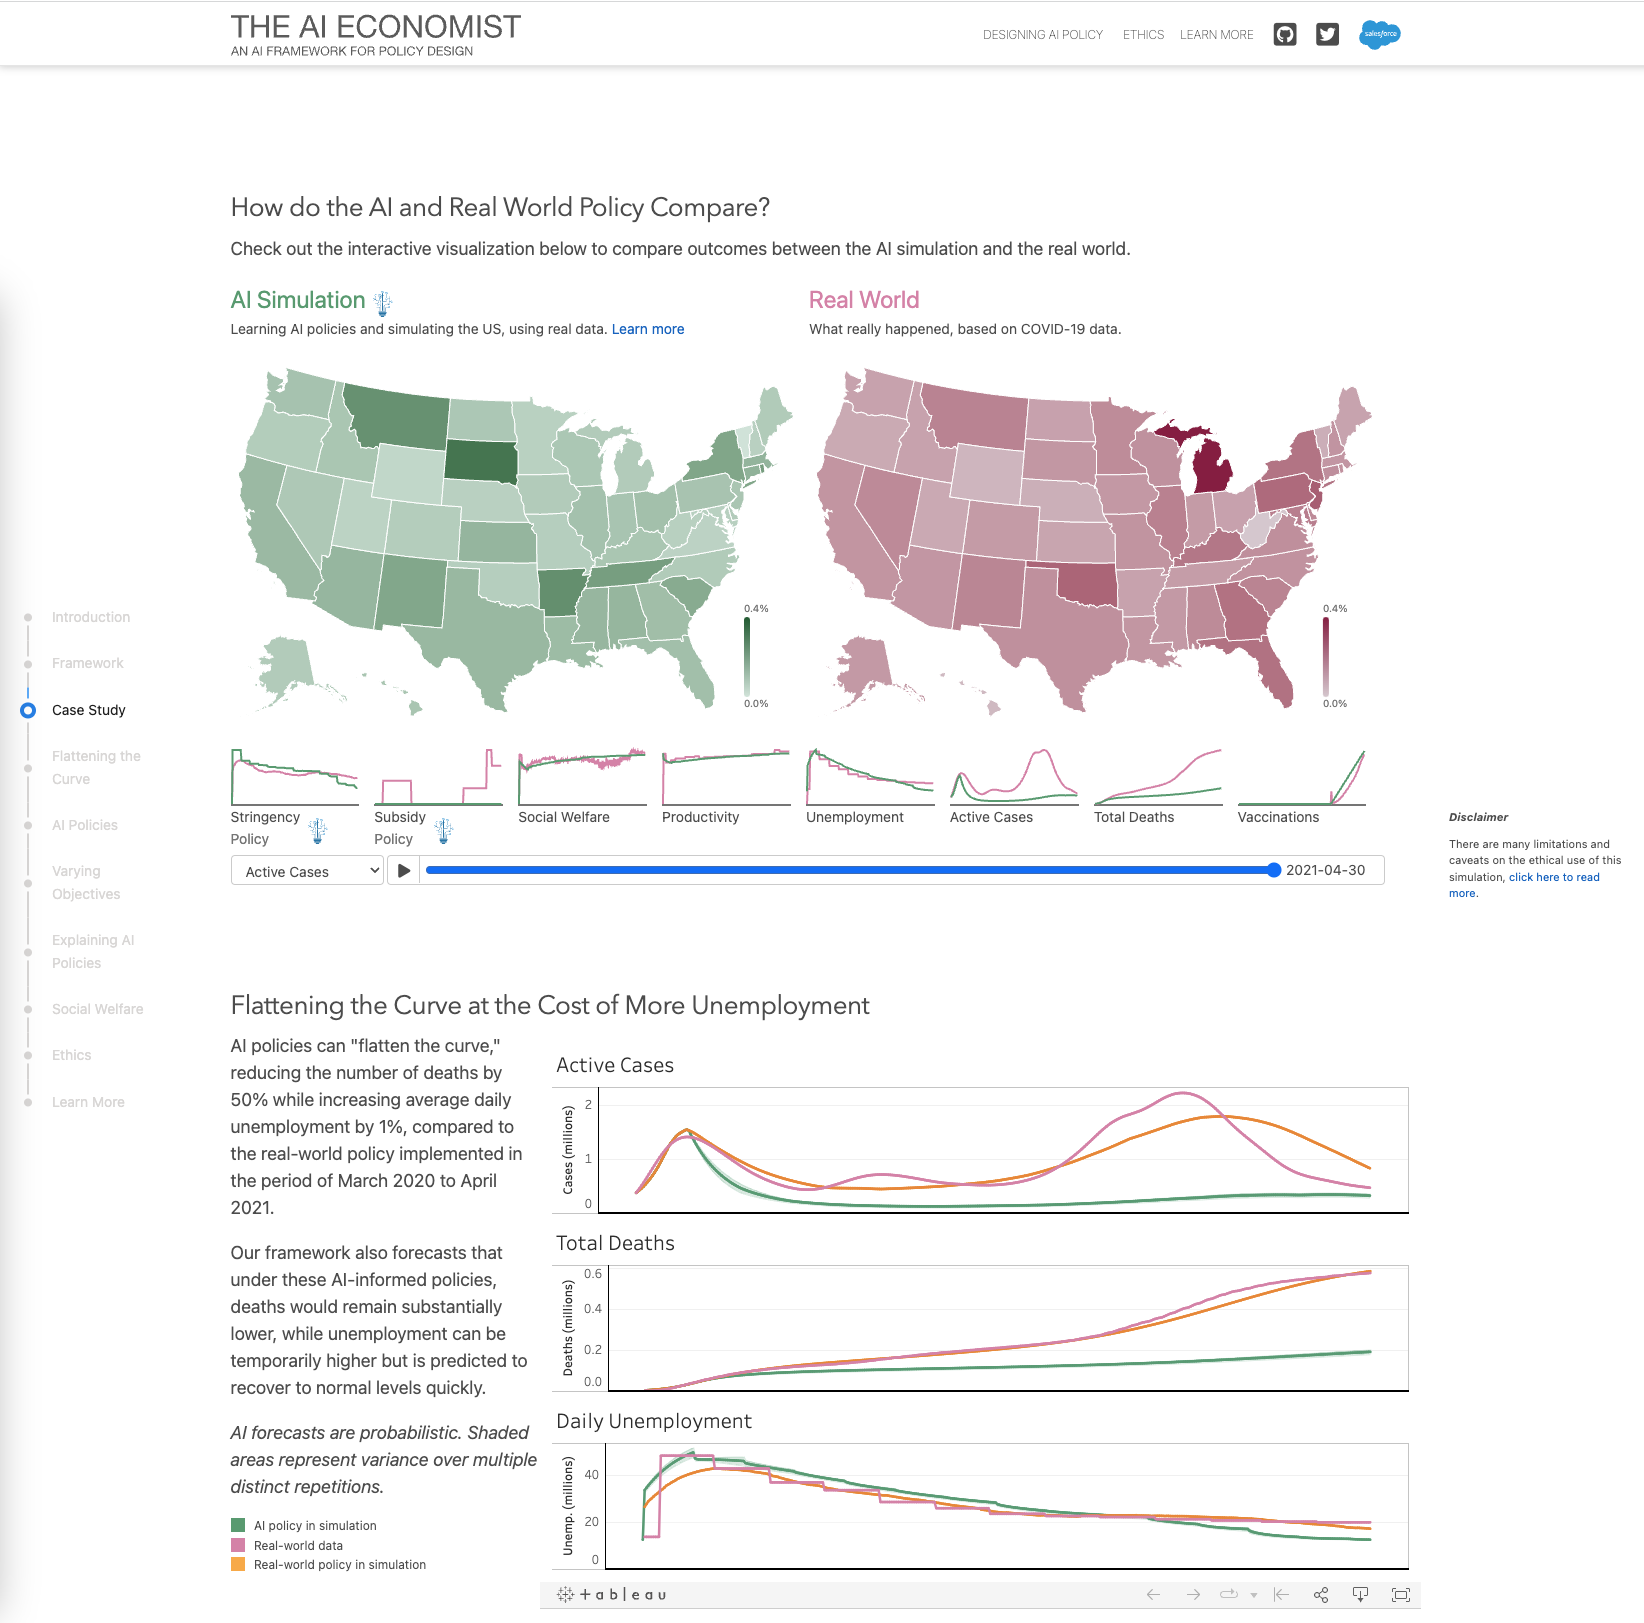 THE AI ECONOMIST
AN AI FRAMEWORK FOR POLICY DESIGN
DESIGNING AI POLICY
ETHICS
LEARN MORE
salesforce
How do the AI and Real World Policy Compare?
Check out the interactive visualization below to compare outcomes between the AI simulation and the real world.
AI Simulation
Learning AI policies and simulating the US, using real data. Learn more
Real World
What really happened, based on COVID-19 data.
0.4%
0.0%
0.4%
0.0%
Introduction
Framework
Case Study
Flattening the
Curve
AI Policies
Varying
Objectives
Explaining AI
Policies
Social Welfare
Ethics
Learn More
Stringency
Policy
Subsidy
Policy
Social Welfare
Productivity
Unemployment
Active Cases
Total Deaths
Vaccinations
Active Cases
2021-04-30
Disclaimer
There are many limitations and
caveats on the ethical use of this
simulation, click here to read
more.
Flattening the Curve at the Cost of More Unemployment
AI policies can "flatten the curve,"
reducing the number of deaths by
50% while increasing average daily
unemployment by 1%, compared to
the real-world policy implemented in
the period of March 2020 to April
2021.
Our framework also forecasts that
under these AI-informed policies,
deaths would remain substantially
lower, while unemployment can be
temporarily higher but is predicted to
recover to normal levels quickly.
AI forecasts are probabilistic. Shaded
areas represent variance over multiple
distinct repetitions.
AI policy in simulation
Real-world data
Real-world policy in simulation
Active Cases
Cases (millions)
2
1
0
Total Deaths
Deaths (millions)
0.6
0.4
0.2
0.0
Daily Unemployment
Unemp. (millions)
40
20
0
+ableau